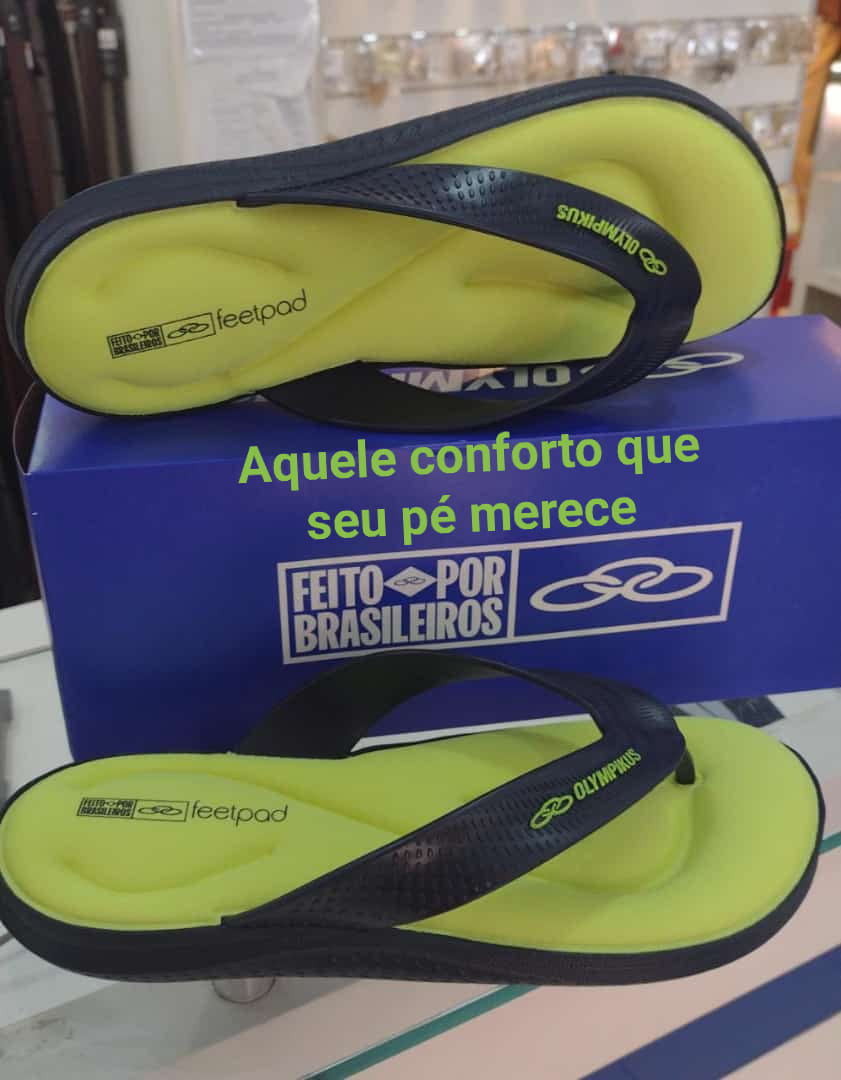 OLYMPIKUS
FEITO POR
BRASILEIROS
feetpad
OLYMPI
Aquele conforto que
seu pé merece
FEITO POR
BRASILEIROS
OLYMPIKUS
FEITO POR
BRASILEIROS
feetpad